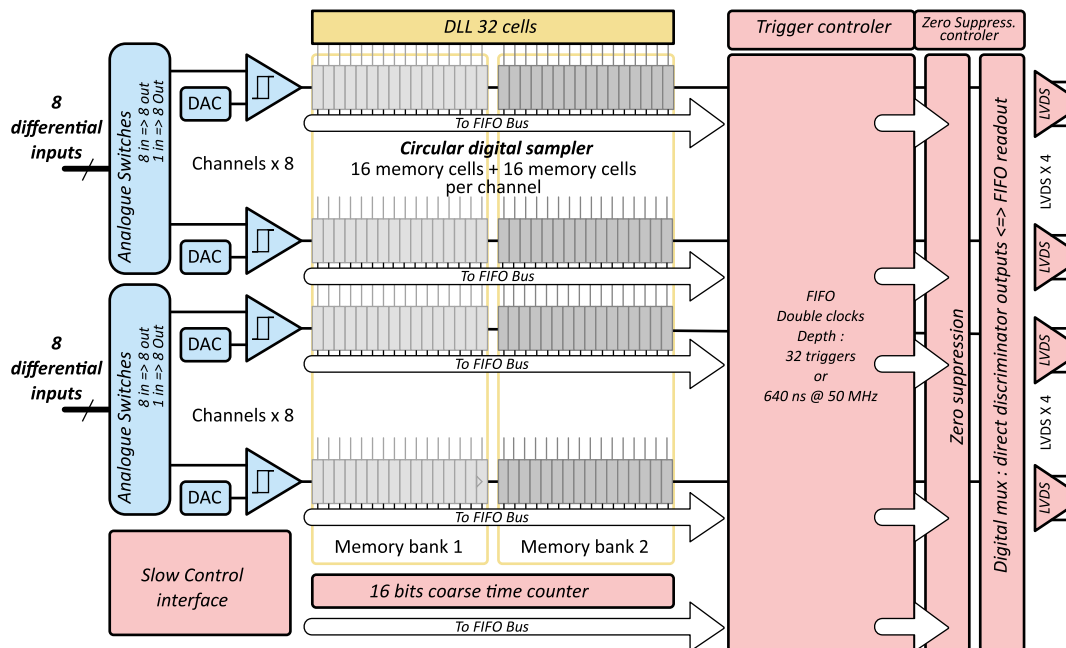 DLL 32 cells
Trigger controler
Zero Suppress.
controler
8
differential
inputs
Analogue Switches
8 in => 8 out
1 in => 8 Out
DAC
Channels x 8
DAC
To FIFO Bus
Circular digital sampler
16 memory cells + 16 memory cells
per channel
To FIFO Bus
8
differential
inputs
Analogue Switches
8 in => 8 out
1 in => 8 Out
DAC
Channels x 8
DAC
To FIFO Bus
To FIFO Bus
Memory bank 1
Memory bank 2
Slow Control
interface
16 bits coarse time counter
To FIFO Bus
FIFO
Double clocks
Depth :
32 triggers
or
640 ns @ 50 MHz
Zero suppression
Digital mux : direct discriminator outputs <=> FIFO readout
LVDS
LVDS X 4
LVDS
LVDS
LVDS X 4
LVDS